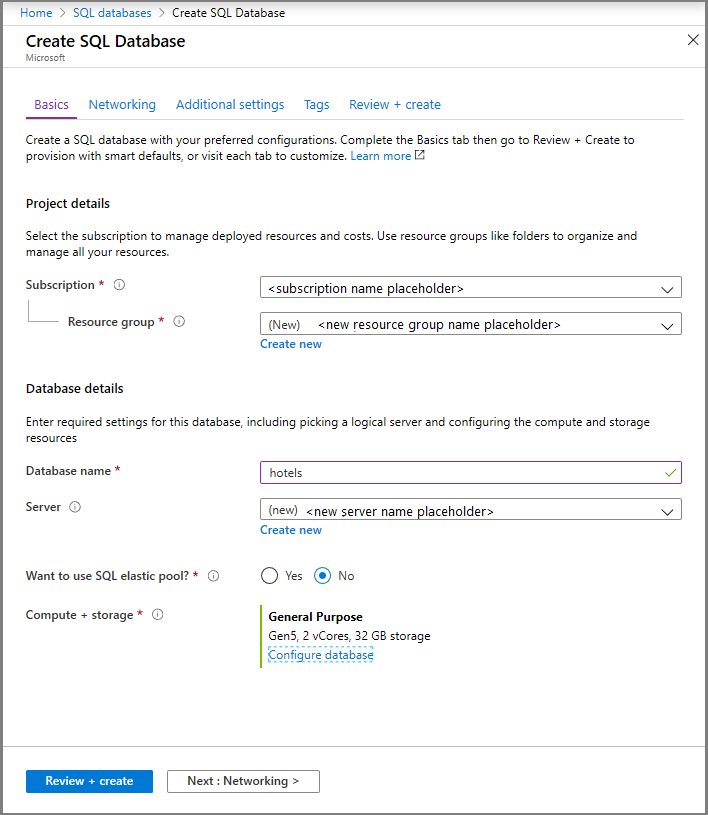 Home > SQL databases > Create SQL Database
Create SQL Database
Microsoft
Basics Networking Additional settings Tags Review + create
Create a SQL database with your preferred configurations. Complete the Basics tab then go to Review + Create to
provision with smart defaults, or visit each tab to customize. Learn more
Project details
Select the subscription to manage deployed resources and costs. Use resource groups like folders to organize and
manage all your resources.
Subscription * <subscription name placeholder>
Resource group * (New) <new resource group name placeholder>
Create new
Database details
Enter required settings for this database, including picking a logical server and configuring the compute and storage
resources
Database name * hotels
Server (new) <new server name placeholder>
Create new
Want to use SQL elastic pool? * Yes No
Compute + storage * General Purpose
Gen5, 2 vCores, 32 GB storage
Configure database
Review + create Next : Networking >